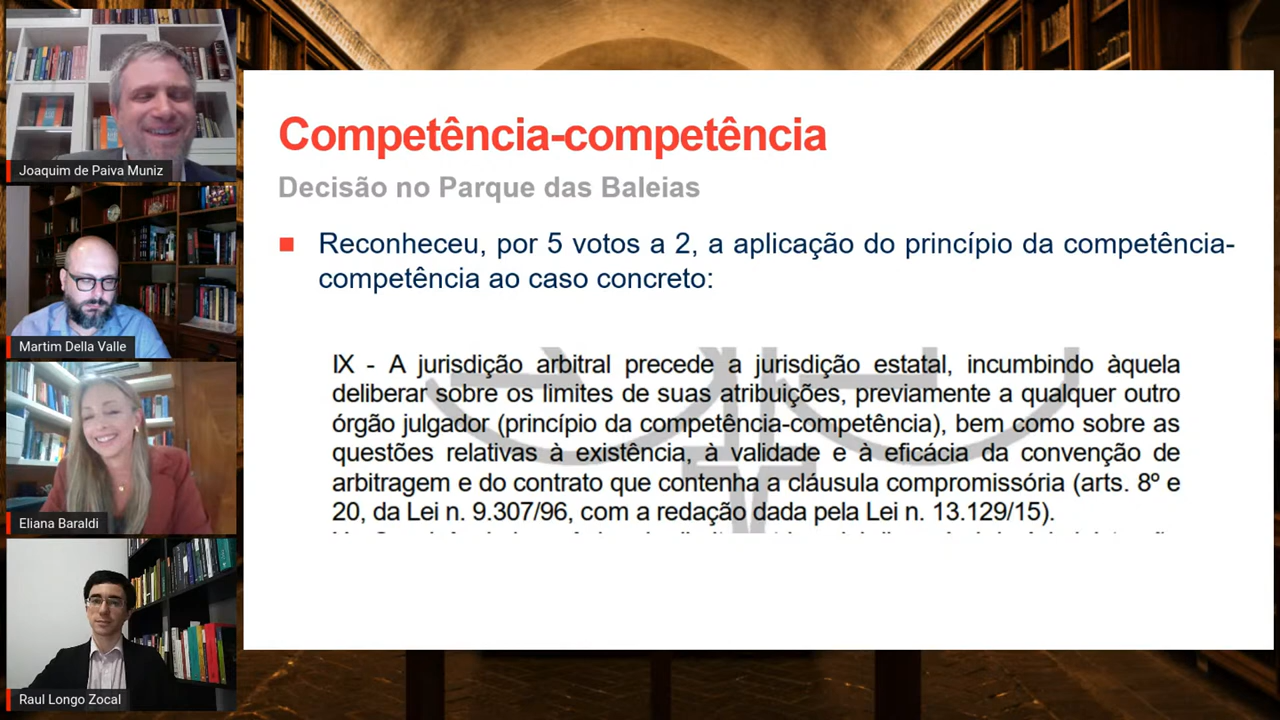 Joaquim de Paiva Muniz
Martim Della Valle
Eliana Baraldi
Raul Longo Zocal
Competência-competência
Decisão no Parque das Baleias
Reconheceu, por 5 votos a 2, a aplicação do princípio da competência-
competência ao caso concreto:
IX - A jurisdição arbitral precede a jurisdição estatal, incumbindo àquela
deliberar sobre os limites de suas atribuições, previamente a qualquer outro
órgão julgador (princípio da competência-competência), bem como sobre as
questões relativas à existência, à validade e à eficácia da convenção de
arbitragem e do contrato que contenha a cláusula compromissória (arts. 8º e
20, da Lei n. 9.307/96, com a redação dada pela Lei n. 13.129/15).